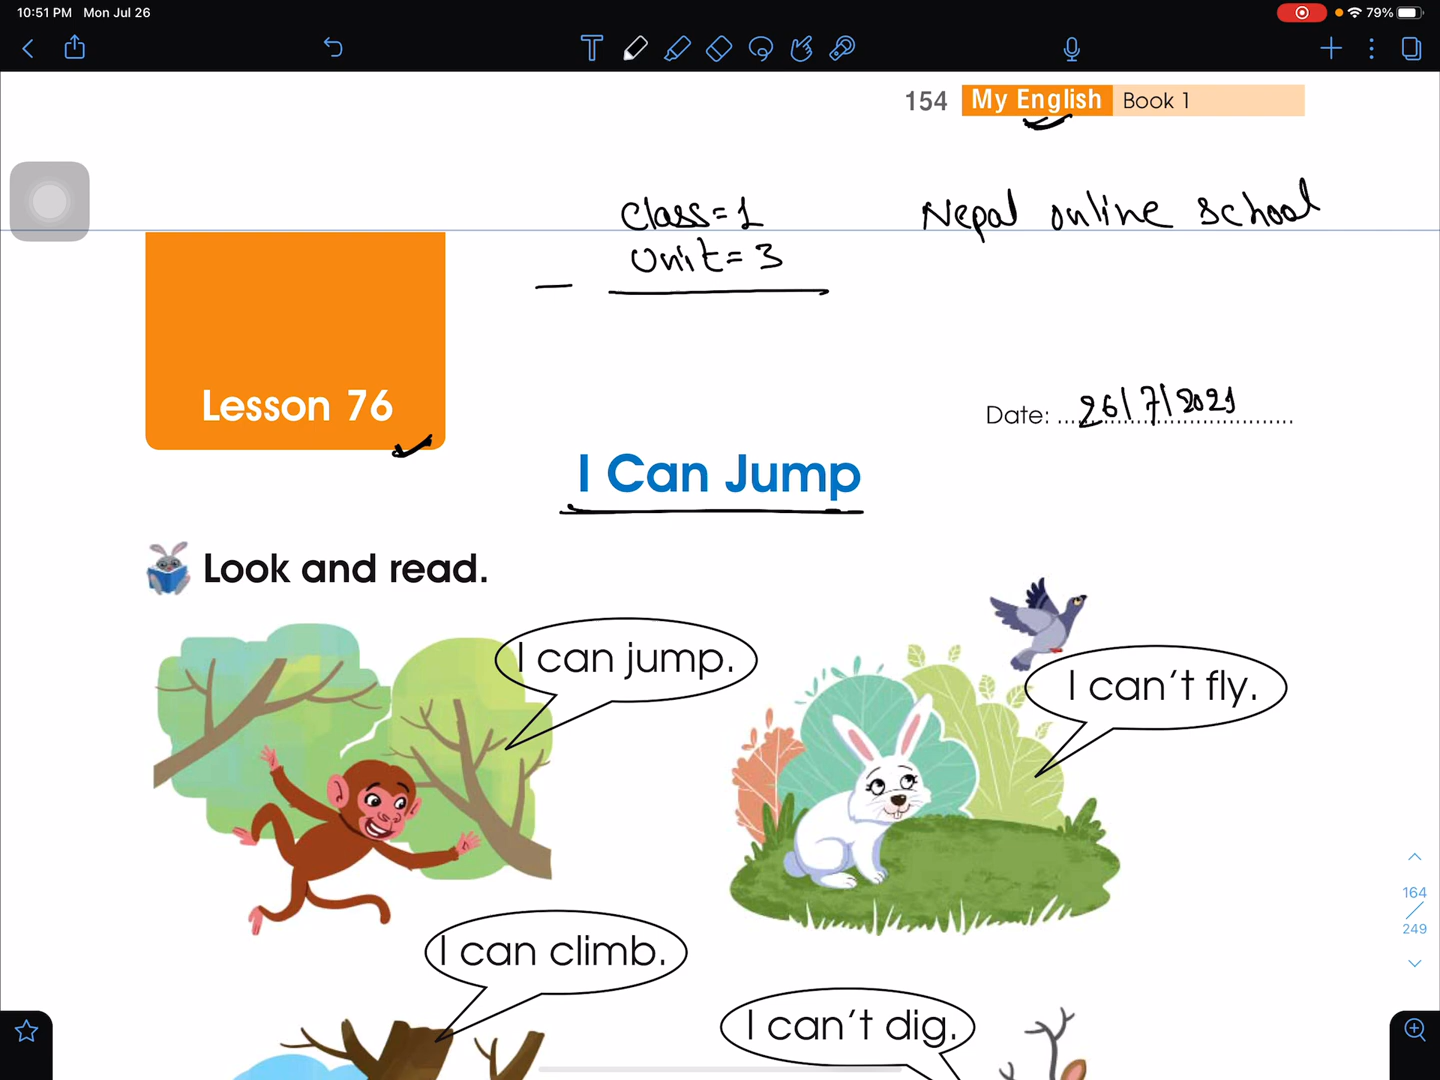 10:51 PM Mon Jul 26
79%
154 My English Book 1
Class=1
Nepal online school
Unit=3
Lesson 76
Date: 26/7/2021
I Can Jump
Look and read.
I can jump.
I can't fly.
164
249
I can climb.
I can't dig.